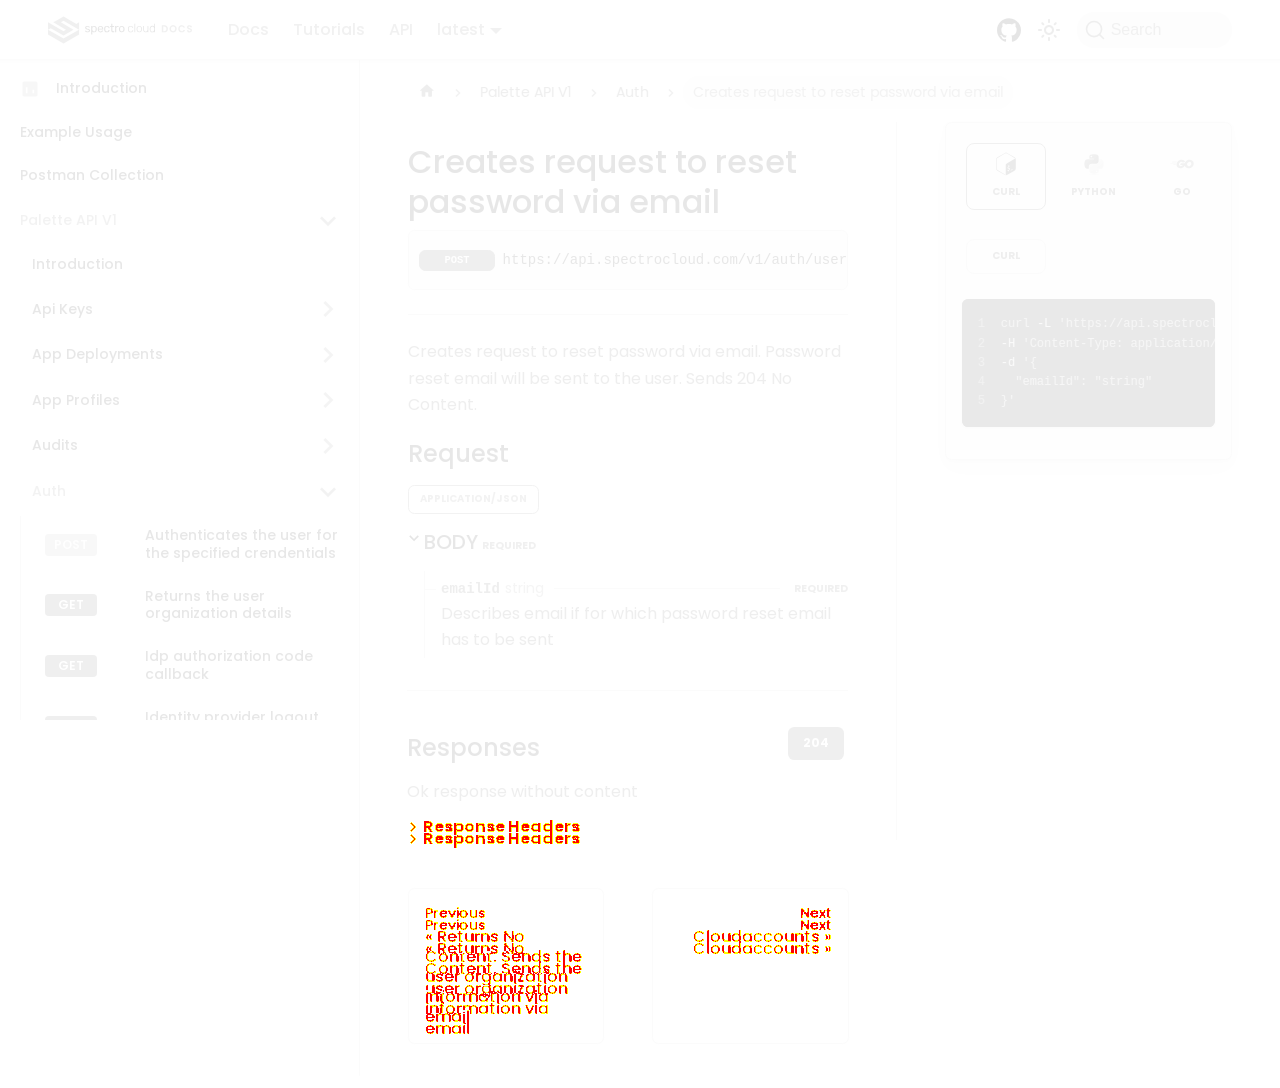 spectro cloud DOCS Docs Tutorials API latest Search
Introduction
Example Usage
Postman Collection
Palette API V1
Introduction
Api Keys
App Deployments
App Profiles
Audits
Auth
POST Authenticates the user for
the specified crendentials
GET Returns the user
organization details
GET Idp authorization code
callback
Identity provider logout
Palette API V1 Auth Creates request to reset password via email
Creates request to reset
password via email
POST https://api.spectrocloud.com/v1/auth/user
Creates request to reset password via email. Password
reset email will be sent to the user. Sends 204 No
Content.
Request
APPLICATION/JSON
BODY REQUIRED
emailId string REQUIRED
Describes email if for which password reset email
has to be sent
Responses 204
Ok response without content
> Response Headers
> Response Headers
Previous
Previous
« Returns No
« Returns No
Content. Sends the
Content. Sends the
user organization
user organization
information via
information via
email
email
Next
Next
Cloudaccounts »
Cloudaccounts »
CURL PYTHON GO
CURL
1 curl -L 'https://api.spectrocl
2 -H 'Content-Type: application/
3 -d '{
4 "emailId": "string"
5 }'